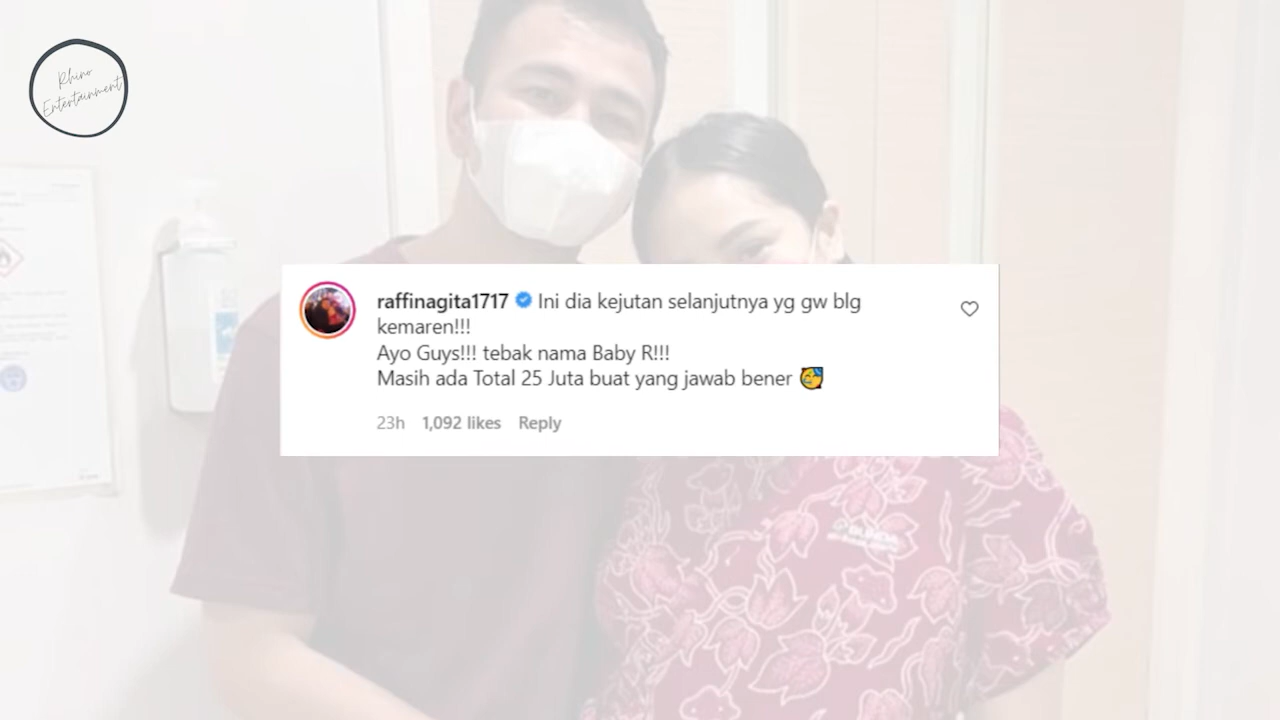 Rhino
Entertainment
raffinagita1717 Ini dia kejutan selanjutnya yg gw blg
kemaren!!!
Ayo Guys!!! tebak nama Baby R!!!
Masih ada Total 25 Juta buat yang jawab bener 🥳
23h 1,092 likes Reply